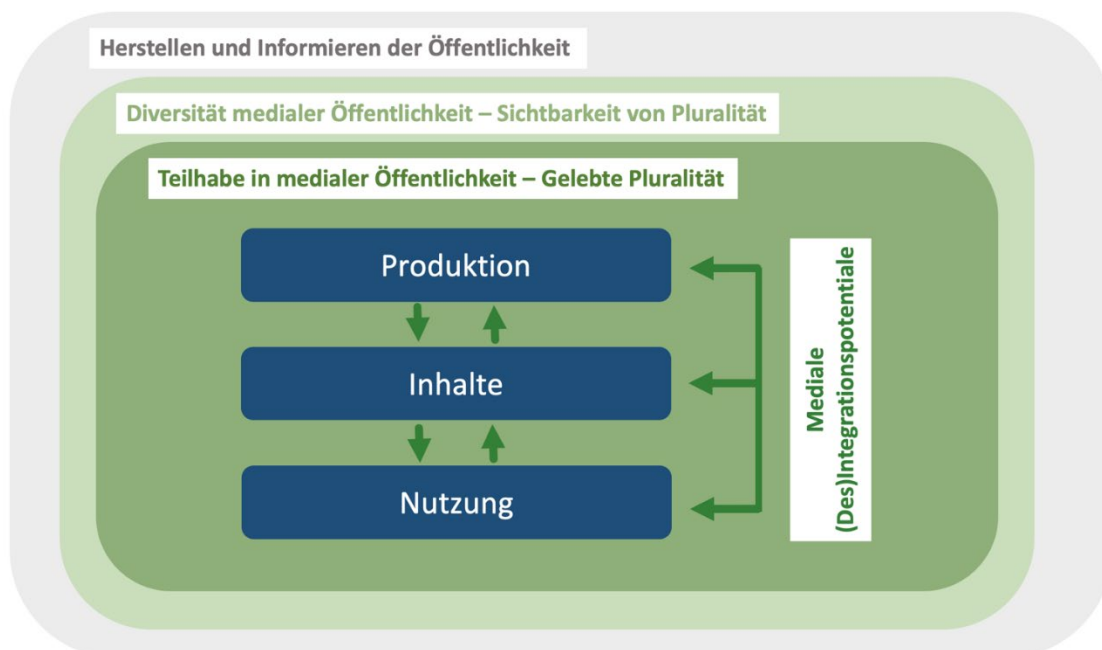 Herstellen und Informieren der Öffentlichkeit
Diversität medialer Öffentlichkeit – Sichtbarkeit von Pluralität
Teilhabe in medialer Öffentlichkeit – Gelebte Pluralität
Produktion
Inhalte
Nutzung
Mediale
(Des)Integrationspotentiale